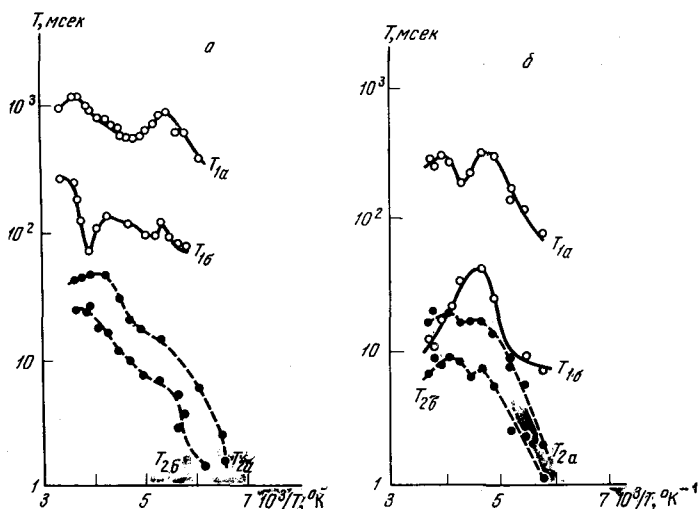 T, мсек
а
10³
T₁а
10²
T₁б
10
T₂б
T₂а
1
3
5
7
10³/T, °K
T, мсек
б
10³
T₁а
10²
10
T₁б
T₂б
T₂а
1
3
5
7
10³/T, °K⁻¹